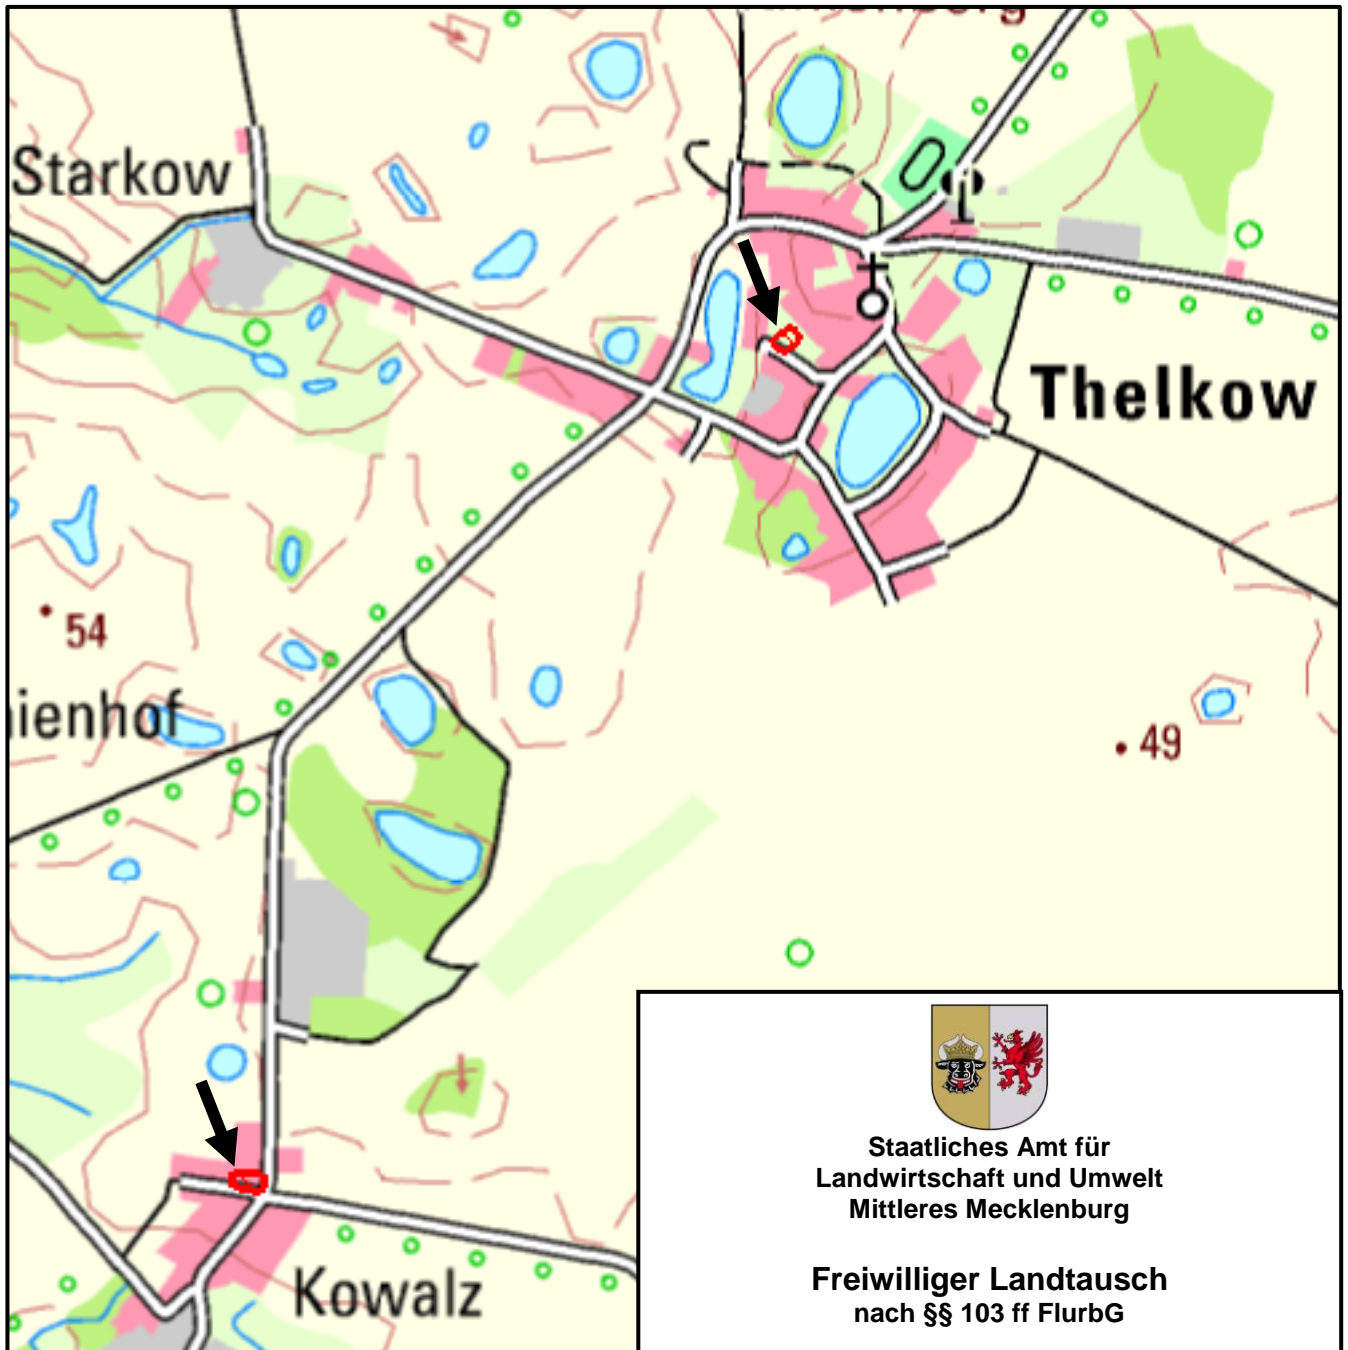 Starkow
Thelkow
54
ienhof
49
Kowalz
Staatliches Amt für
Landwirtschaft und Umwelt
Mittleres Mecklenburg
Freiwilliger Landtausch
nach §§ 103 ff FlurbG